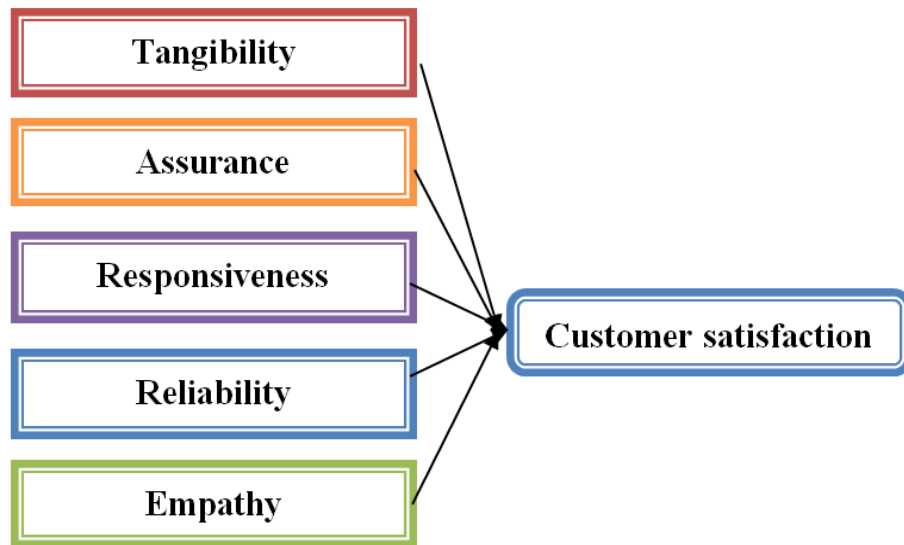 Tangibility
Assurance
Responsiveness
Reliability
Empathy
Customer satisfaction